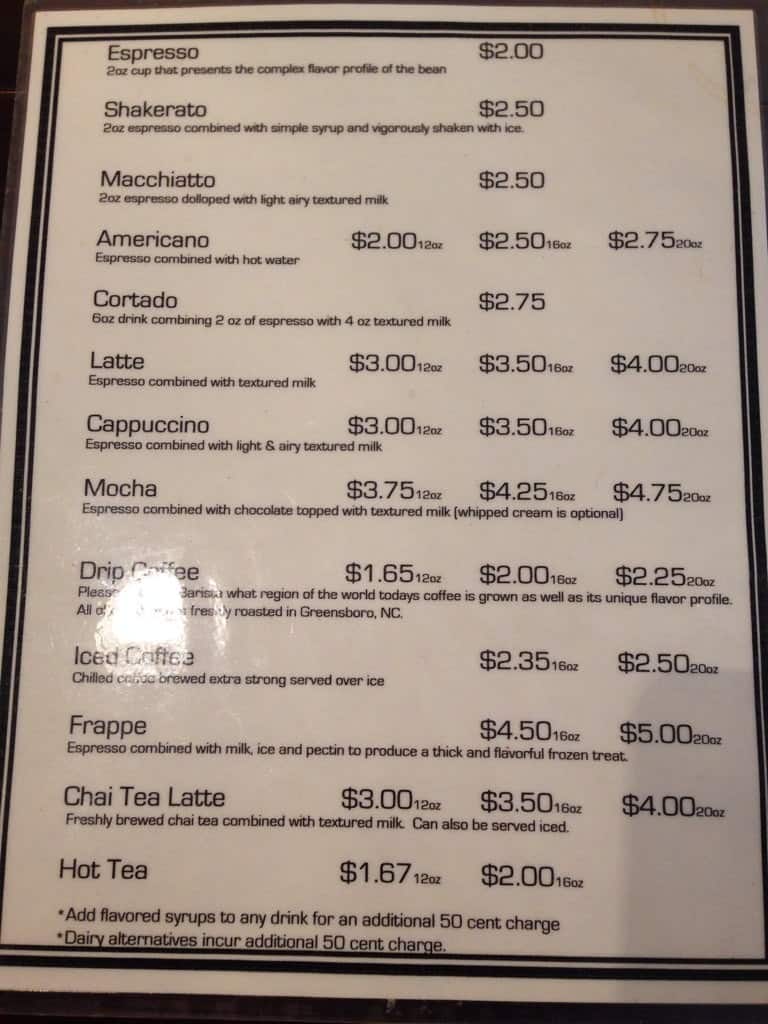 Espresso $2.00
2oz cup that presents the complex flavor profile of the bean
Shakerato $2.50
2oz espresso combined with simple syrup and vigorously shaken with ice.
Macchiatto $2.50
2oz espresso dolloped with light airy textured milk
Americano $2.00 12oz $2.50 16oz $2.75 20oz
Espresso combined with hot water
Cortado $2.75
6oz drink combining 2 oz of espresso with 4 oz textured milk
Latte $3.00 12oz $3.50 16oz $4.00 20oz
Espresso combined with textured milk
Cappuccino $3.00 12oz $3.50 16oz $4.00 20oz
Espresso combined with light & airy textured milk
Mocha $3.75 12oz $4.25 16oz $4.75 20oz
Espresso combined with chocolate topped with textured milk (whipped cream is optional)
Drip Coffee $1.65 12oz $2.00 16oz $2.25 20oz
Please Barista what region of the world todays coffee is grown as well as its unique flavor profile.
All freshly roasted in Greensboro, NC.
Iced Coffee $2.35 16oz $2.50 20oz
Chilled coffee brewed extra strong served over ice
Frappe $4.50 16oz $5.00 20oz
Espresso combined with milk, ice and pectin to produce a thick and flavorful frozen treat.
Chai Tea Latte $3.00 12oz $3.50 16oz $4.00 20oz
Freshly brewed chai tea combined with textured milk. Can also be served iced.
Hot Tea $1.67 12oz $2.00 16oz
*Add flavored syrups to any drink for an additional 50 cent charge
*Dairy alternatives incur additional 50 cent charge.